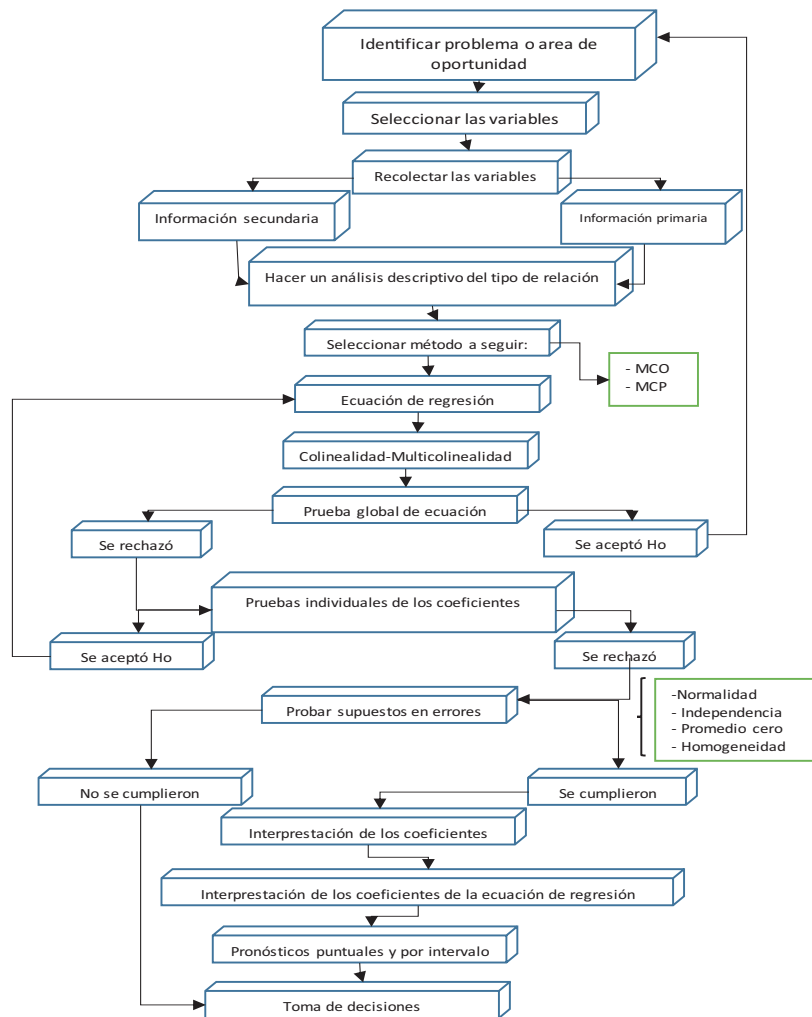 Identificar problema o area de
oportunidad
Seleccionar las variables
Recolectar las variables
Información secundaria
Información primaria
Hacer un análisis descriptivo del tipo de relación
Seleccionar método a seguir:
- MCO
- MCP
Ecuación de regresión
Colinealidad-Multicolinealidad
Prueba global de ecuación
Se rechazó
Se aceptó Ho
Pruebas individuales de los coeficientes
Se aceptó Ho
Se rechazó
Probar supuestos en errores
-Normalidad
- Independencia
- Promedio cero
- Homogeneidad
No se cumplieron
Se cumplieron
Interprestación de los coeficientes
Interprestación de los coeficientes de la ecuación de regresión
Pronósticos puntuales y por intervalo
Toma de decisiones